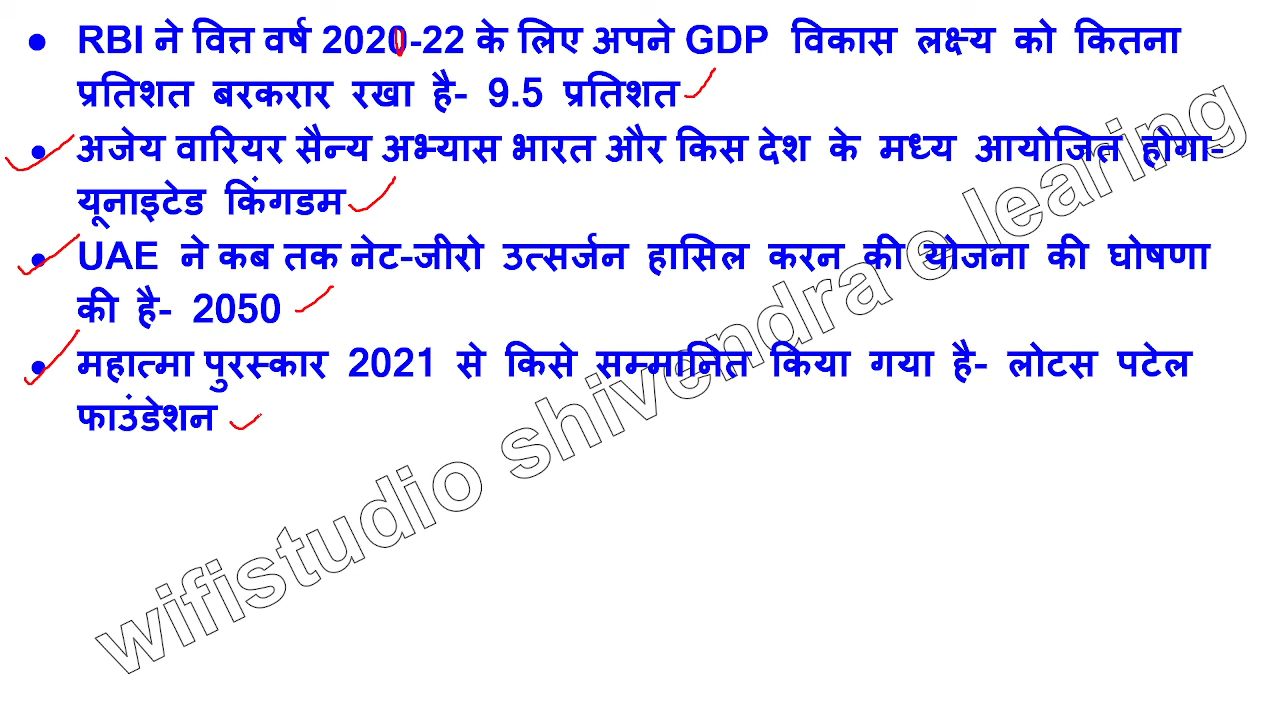 • RBI ने वित्त वर्ष 2020-22 के लिए अपने GDP विकास लक्ष्य को कितना
प्रतिशत बरकरार रखा है- 9.5 प्रतिशत
• अजेय वारियर सैन्य अभ्यास भारत और किस देश के मध्य आयोजित होगा-
यूनाइटेड किंगडम
• UAE ने कब तक नेट-जीरो उत्सर्जन हासिल करन की योजना की घोषणा
की है- 2050
• महात्मा पुरस्कार 2021 से किसे सम्मानित किया गया है- लोटस पटेल
फाउंडेशन
wifistudio shivendra e learing